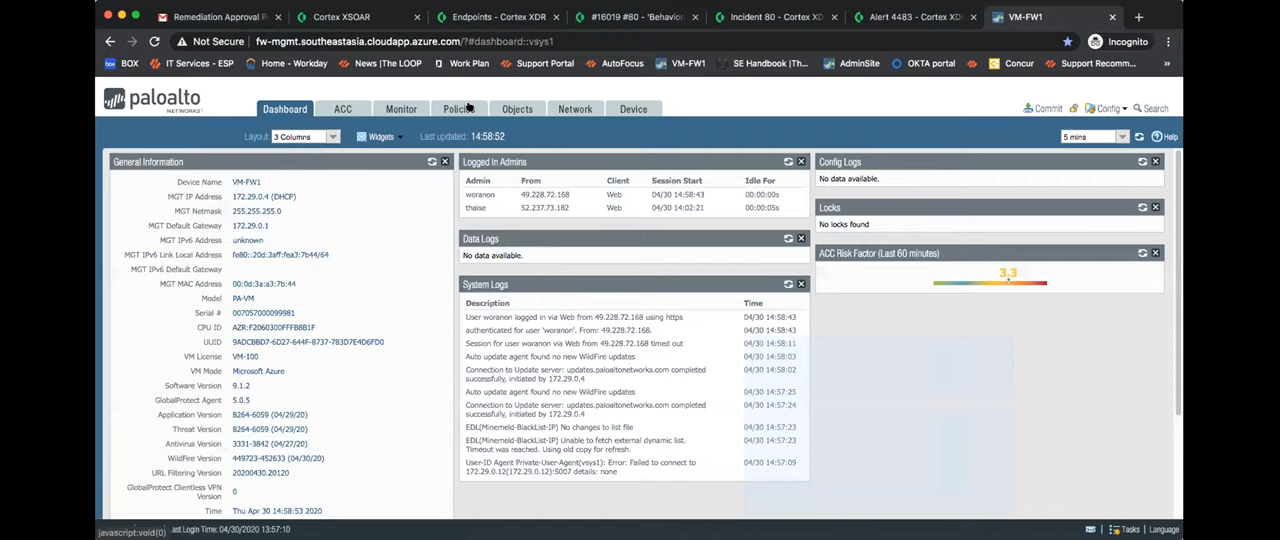 Remediation Approval R
Cortex XSOAR
Endpoints - Cortex XDR
#16019 #80 - 'Behavior
Incident 80 - Cortex XD
Alert 4483 - Cortex XDR
VM-FW1
Not Secure
fw-mgmt.southeastasia.cloudapp.azure.com/?#dashboard::vsys1
Incognito
box BOX
IT Services - ESP
Home - Workday
News |The LOOP
Work Plan
Support Portal
AutoFocus
VM-FW1
SE Handbook |Th...
AdminSite
OKTA portal
Concur
Support Recomm...
»
paloalto
NETWORKS
Dashboard
ACC
Monitor
Policies
Objects
Network
Device
Commit
Config
Search
Layout: 3 Columns
Widgets
Last updated: 14:58:52
5 mins
Help
General Information
Device Name VM-FW1
MGT IP Address 172.29.0.4 (DHCP)
MGT Netmask 255.255.255.0
MGT Default Gateway 172.29.0.1
MGT IPv6 Address unknown
MGT IPv6 Link Local Address fe80::20d:3aff:fea3:7b44/64
MGT IPv6 Default Gateway
MGT MAC Address 00:0d:3a:a3:7b:44
Model PA-VM
Serial # 007057000099981
CPU ID AZR:F2060300FFFB8B1F
UUID 9ADCBBD7-6D27-644F-8737-783D7E4D6FD0
VM License VM-100
VM Mode Microsoft Azure
Software Version 9.1.2
GlobalProtect Agent 5.0.5
Application Version 8264-6059 (04/29/20)
Threat Version 8264-6059 (04/29/20)
Antivirus Version 3331-3842 (04/27/20)
WildFire Version 449723-452633 (04/30/20)
URL Filtering Version 20200430.20120
GlobalProtect Clientless VPN
Version 0
Time Thu Apr 30 14:58:53 2020
Logged In Admins
Admin From Client Session Start Idle For
woranon 49.228.72.168 Web 04/30 14:58:43 00:00:00s
thaise 52.237.73.182 Web 04/30 14:02:21 00:00:05s
Data Logs
No data available.
System Logs
Description Time
User woranon logged in via Web from 49.228.72.168 using https 04/30 14:58:43
authenticated for user 'woranon'. From: 49.228.72.168. 04/30 14:58:43
Session for user woranon via Web from 49.228.72.168 timed out 04/30 14:58:11
Auto update agent found no new WildFire updates 04/30 14:58:03
Connection to Update server: updates.paloaltonetworks.com completed 04/30 14:58:02
successfully, initiated by 172.29.0.4
Auto update agent found no new WildFire updates 04/30 14:57:25
Connection to Update server: updates.paloaltonetworks.com completed 04/30 14:57:24
successfully, initiated by 172.29.0.4
EDL(Minemeld-BlackList-IP) No changes to list file 04/30 14:57:23
EDL(Minemeld-BlackList-IP) Unable to fetch external dynamic list. 04/30 14:57:23
Timeout was reached. Using old copy for refresh.
User-ID Agent Private-User-Agent(vsys1): Error: Failed to connect to 04/30 14:57:09
172.29.0.12(172.29.0.12):5007 details: none
Config Logs
No data available.
Locks
No locks found
ACC Risk Factor (Last 60 minutes)
3.3
javascript:void(0)
ast Login Time: 04/30/2020 13:57:10
Tasks
Language